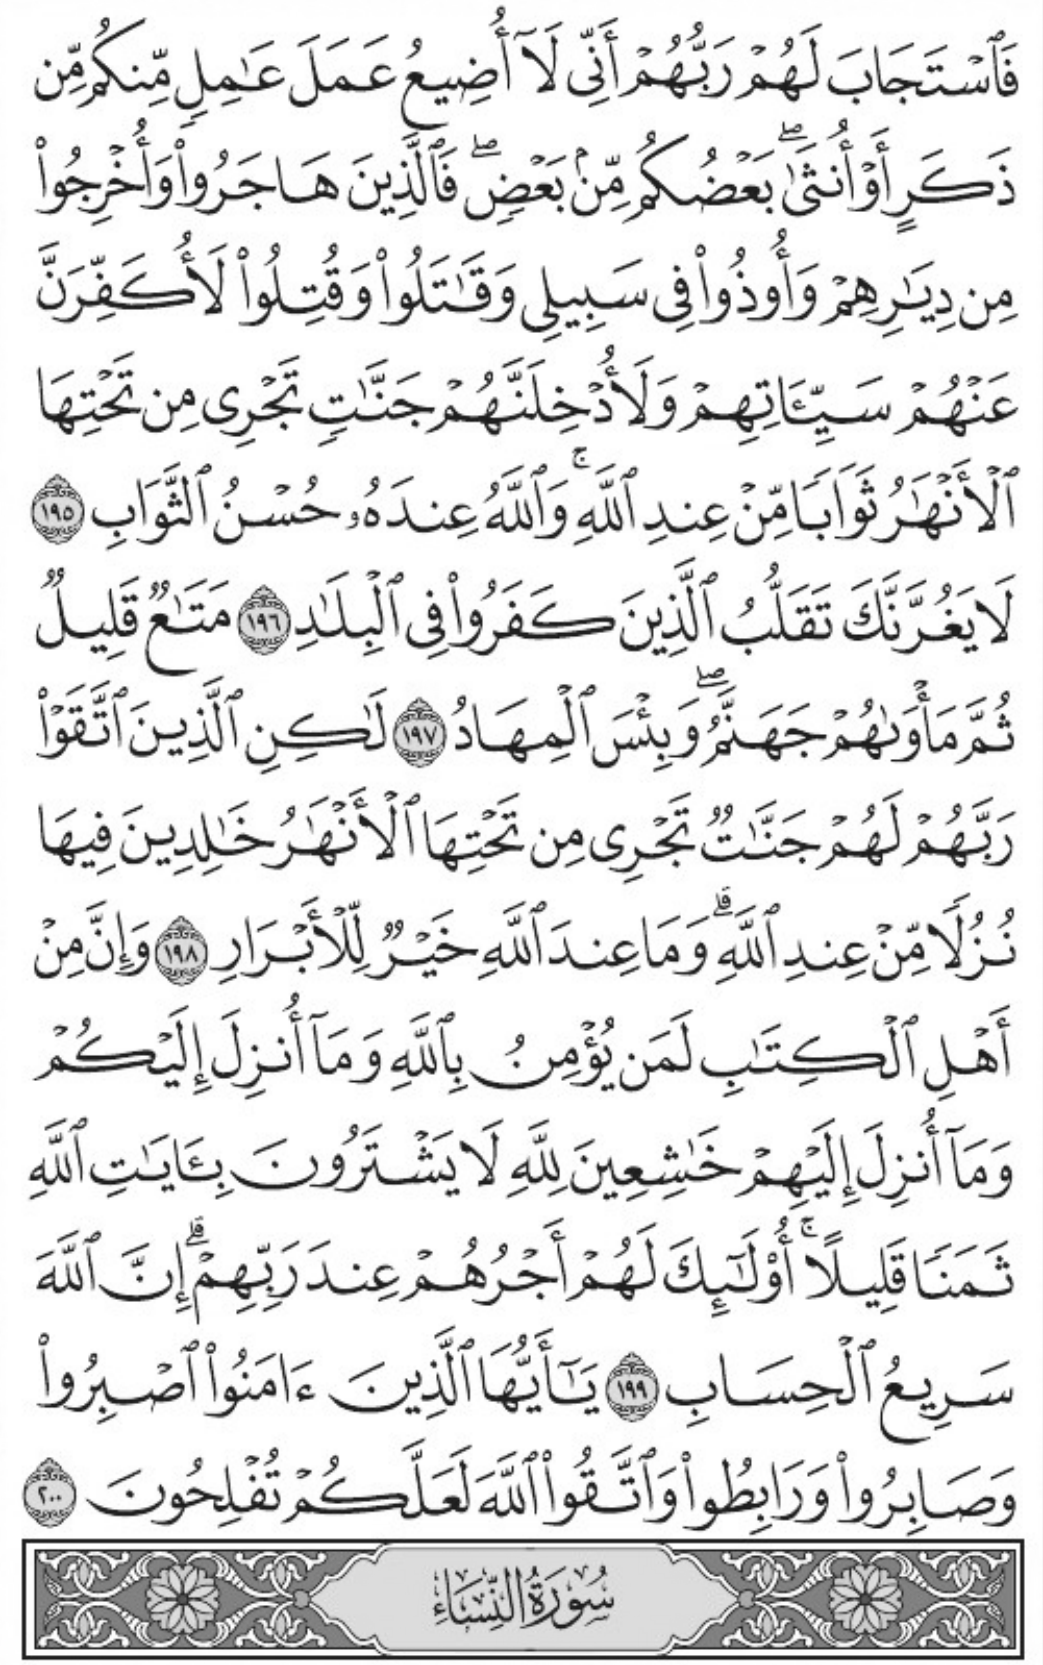 فَٱسْتَجَابَ لَهُمْ رَبُّهُمْ أَنِّى لَآ أُضِيعُ عَمَلَ عَٰمِلٍ مِّنكُم مِّن
ذَكَرٍ أَوْ أُنثَىٰ ۖ بَعْضُكُم مِّنۢ بَعْضٍ ۖ فَٱلَّذِينَ هَاجَرُوا۟ وَأُخْرِجُوا۟
مِن دِيَٰرِهِمْ وَأُوذُوا۟ فِى سَبِيلِى وَقَٰتَلُوا۟ وَقُتِلُوا۟ لَأُكَفِّرَنَّ
عَنْهُمْ سَيِّـَٔاتِهِمْ وَلَأُدْخِلَنَّهُمْ جَنَّٰتٍ تَجْرِى مِن تَحْتِهَا
ٱلْأَنْهَٰرُ ثَوَابًا مِّنْ عِندِ ٱللَّهِ ۗ وَٱللَّهُ عِندَهُۥ حُسْنُ ٱلثَّوَابِ ١٩٥
لَا يَغُرَّنَّكَ تَقَلُّبُ ٱلَّذِينَ كَفَرُوا۟ فِى ٱلْبِلَٰدِ ١٩٦ مَتَٰعٌ قَلِيلٌ
ثُمَّ مَأْوَىٰهُمْ جَهَنَّمُ ۖ وَبِئْسَ ٱلْمِهَادُ ١٩٧ لَٰكِنِ ٱلَّذِينَ ٱتَّقَوْا۟
رَبَّهُمْ لَهُمْ جَنَّٰتٌ تَجْرِى مِن تَحْتِهَا ٱلْأَنْهَٰرُ خَٰلِدِينَ فِيهَا
نُزُلًا مِّنْ عِندِ ٱللَّهِ ۗ وَمَا عِندَ ٱللَّهِ خَيْرٌ لِّلْأَبْرَارِ ١٩٨ وَإِنَّ مِنْ
أَهْلِ ٱلْكِتَٰبِ لَمَن يُؤْمِنُ بِٱللَّهِ وَمَآ أُنزِلَ إِلَيْكُمْ
وَمَآ أُنزِلَ إِلَيْهِمْ خَٰشِعِينَ لِلَّهِ لَا يَشْتَرُونَ بِـَٔايَٰتِ ٱللَّهِ
ثَمَنًا قَلِيلًا ۚ أُو۟لَٰٓئِكَ لَهُمْ أَجْرُهُمْ عِندَ رَبِّهِمْ ۗ إِنَّ ٱللَّهَ
سَرِيعُ ٱلْحِسَابِ ١٩٩ يَٰٓأَيُّهَا ٱلَّذِينَ ءَامَنُوا۟ ٱصْبِرُوا۟
وَصَابِرُوا۟ وَرَابِطُوا۟ وَٱتَّقُوا۟ ٱللَّهَ لَعَلَّكُمْ تُفْلِحُونَ ٢٠٠
سُورَةُ النِّسَاءِ